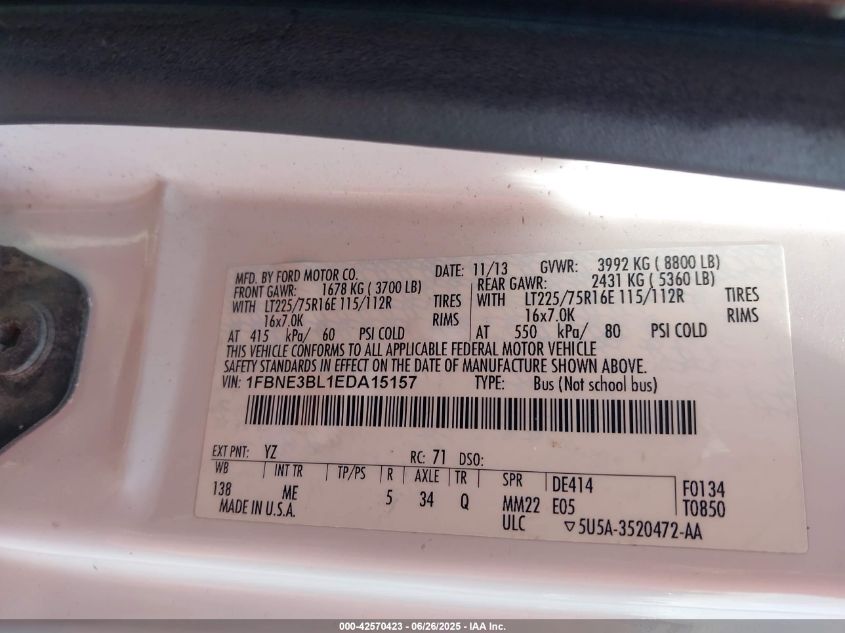 MFD. BY FORD MOTOR CO. DATE: 11/13 GVWR: 3992 KG ( 8800 LB)
FRONT GAWR: 1678 KG ( 3700 LB) REAR GAWR: 2431 KG ( 5360 LB)
WITH LT225/75R16E 115/112R TIRES WITH LT225/75R16E 115/112R TIRES
16x7.0K RIMS 16x7.0K RIMS
AT 415 kPa/ 60 PSI COLD AT 550 kPa/ 80 PSI COLD
THIS VEHICLE CONFORMS TO ALL APPLICABLE FEDERAL MOTOR VEHICLE
SAFETY STANDARDS IN EFFECT ON THE DATE OF MANUFACTURE SHOWN ABOVE.
VIN: 1FBNE3BL1EDA15157 TYPE: Bus (Not school bus)
EXT PNT: YZ RC: 71 DSO:
WB INT TR TP/PS R AXLE TR SPR DE414 F0134
138 ME 5 34 Q MM22 E05 T0850
MADE IN U.S.A. ULC ▽5U5A-3520472-AA
000-42570423 - 06/26/2025 - IAA Inc.